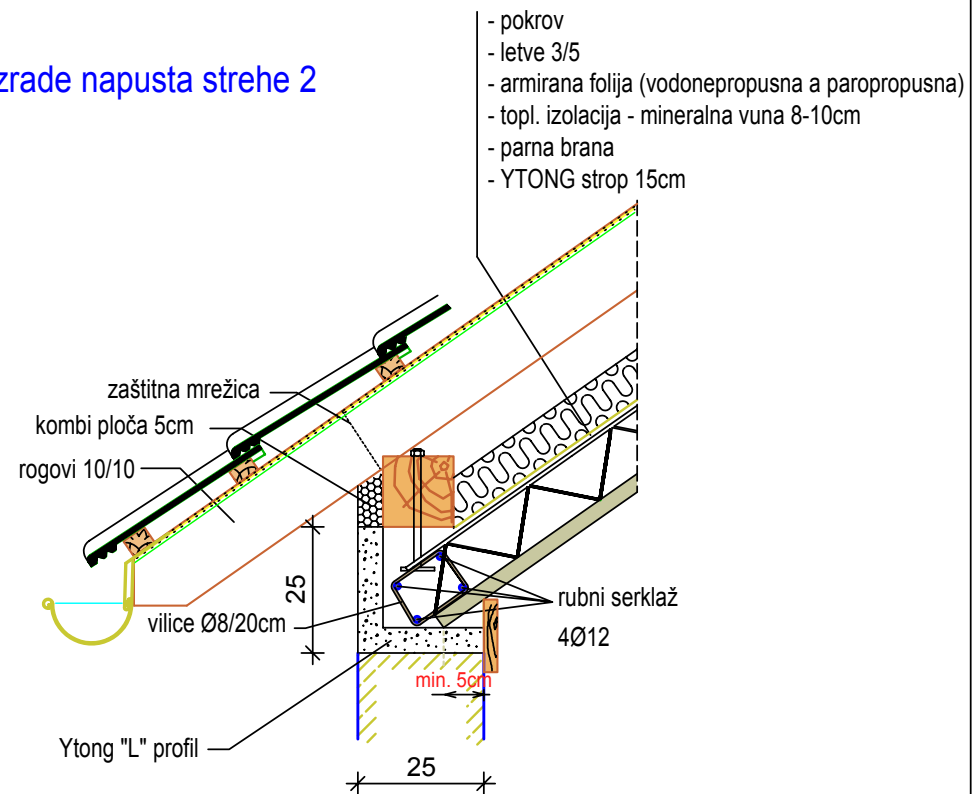 zrade napusta strehe 2
- pokrov
- letve 3/5
- armirana folija (vodonepropusna a paropropusna)
- topl. izolacija - mineralna vuna 8-10cm
- parna brana
- YTONG strop 15cm
zaštitna mrežica
kombi ploča 5cm
rogovi 10/10
25
vilice Ø8/20cm
rubni serklaž
4Ø12
min. 5cm
Ytong "L" profil
25